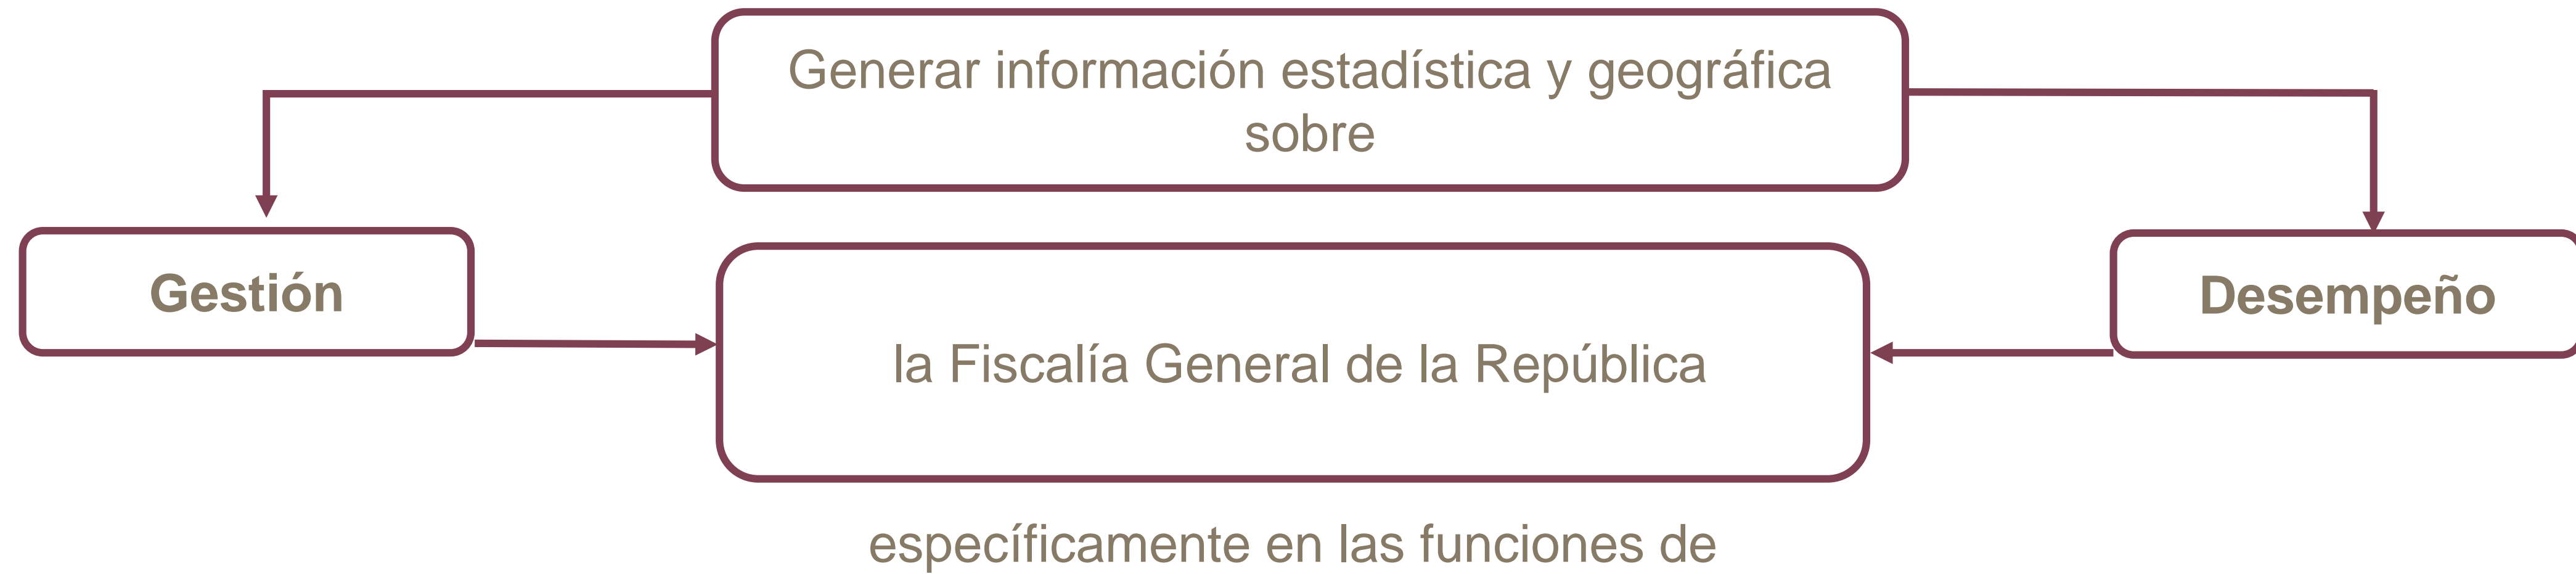 Generar información estadística y geográfica
sobre
Gestión
Desempeño
la Fiscalía General de la República
específicamente en las funciones de